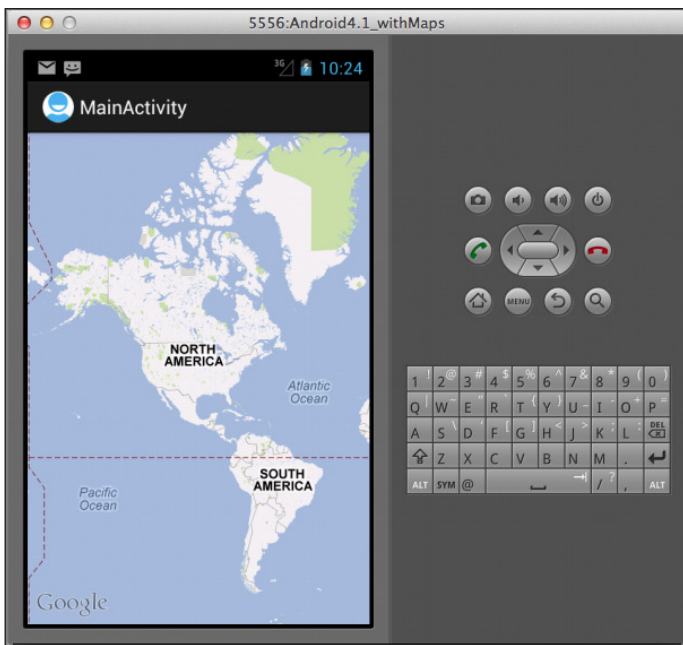 5556:Android4.1_withMaps
3G 10:24
MainActivity
NORTH
AMERICA
Atlantic
Ocean
SOUTH
AMERICA
Pacific
Ocean
Google
MENU
1 ! 2 @ 3 # 4 $ 5 % 6 ^ 7 & 8 * 9 ( 0 )
Q | W ~ E " R ` T { Y } U _ I - O + P =
A S \ D ' F [ G ] H < J > K ; L : DEL
Z X C V B N M .
ALT SYM @ / ? , ALT